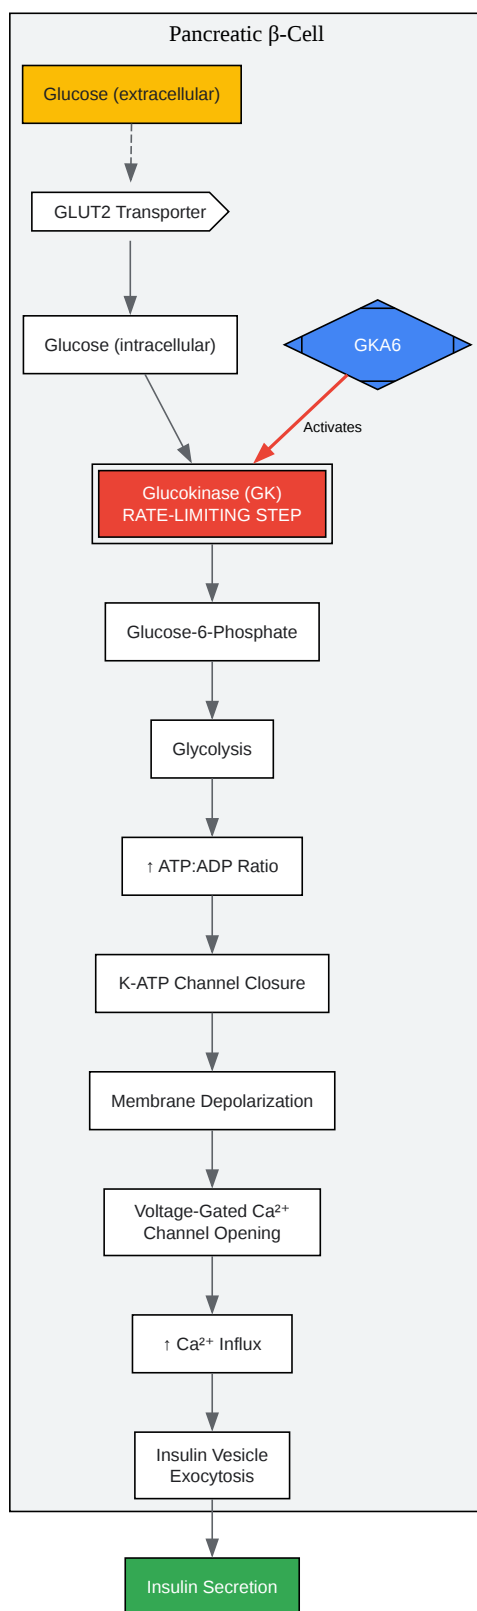 Pancreatic β-Cell
Glucose (extracellular)
GLUT2 Transporter
Glucose (intracellular)
GKA6
Activates
Glucokinase (GK)
RATE-LIMITING STEP
Glucose-6-Phosphate
Glycolysis
↑ ATP:ADP Ratio
K-ATP Channel Closure
Membrane Depolarization
Voltage-Gated Ca²⁺
Channel Opening
↑ Ca²⁺ Influx
Insulin Vesicle
Exocytosis
Insulin Secretion